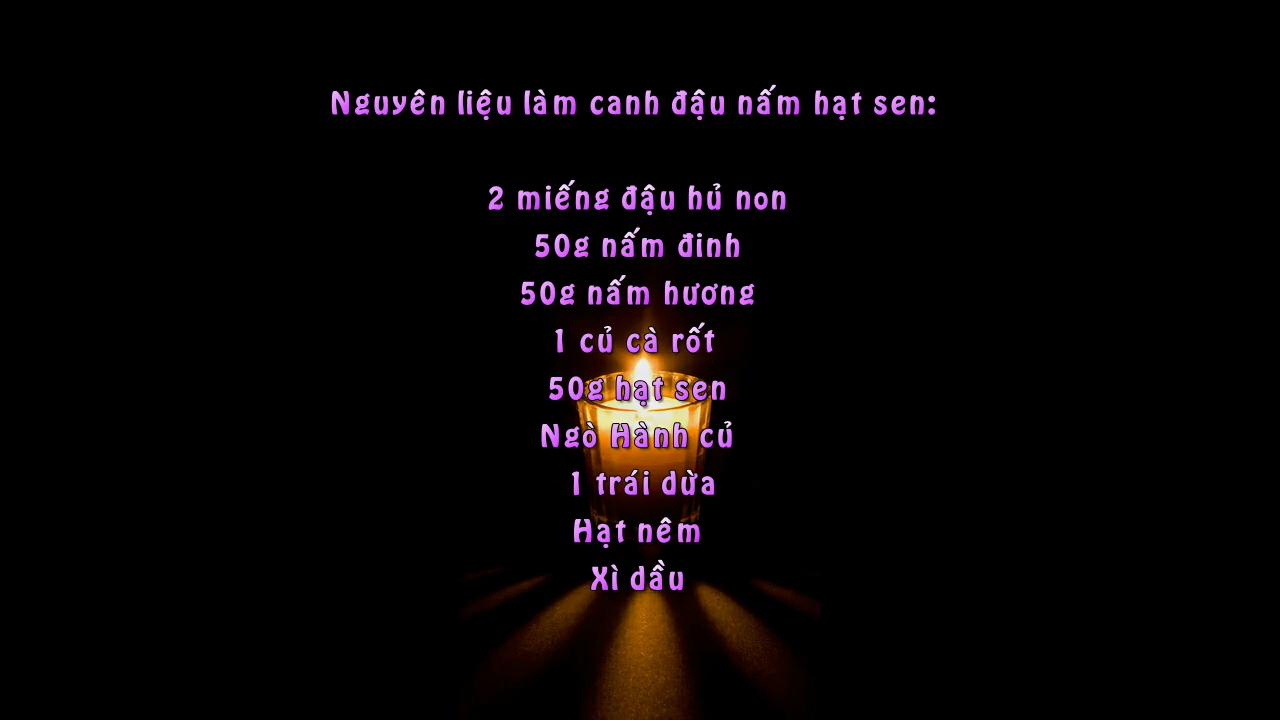 Nguyên liệu làm canh đậu nấm hạt sen:
2 miếng đậu hủ non
50g nấm đinh
50g nấm hương
1 củ cà rốt
50g hạt sen
Ngò Hành củ
1 trái dừa
Hạt nêm
Xì dầu